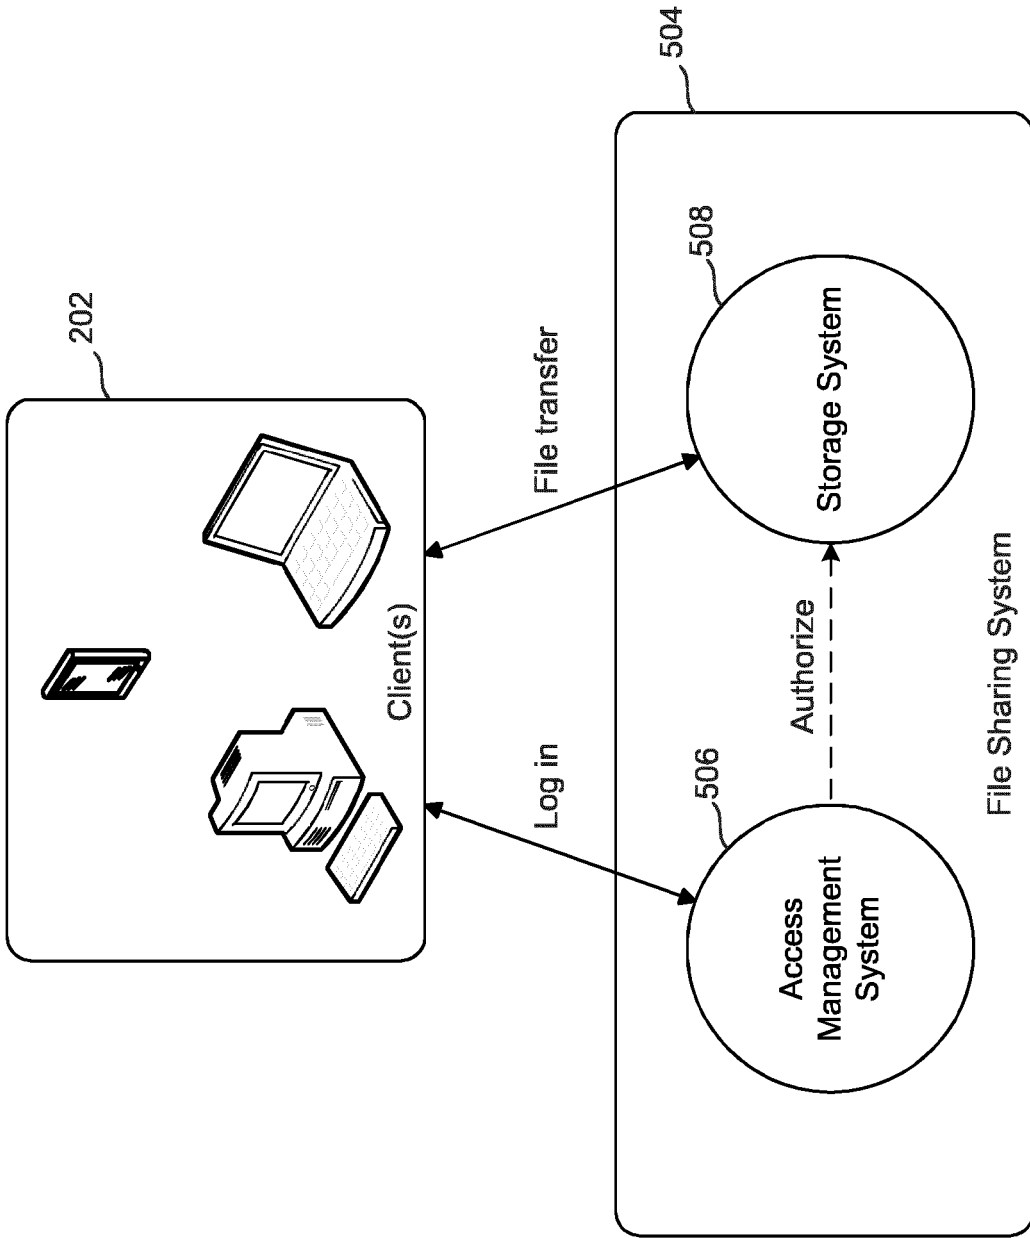 202
Client(s)
Log in
File transfer
504
506
Access
Management
System
Authorize
508
Storage System
File Sharing System